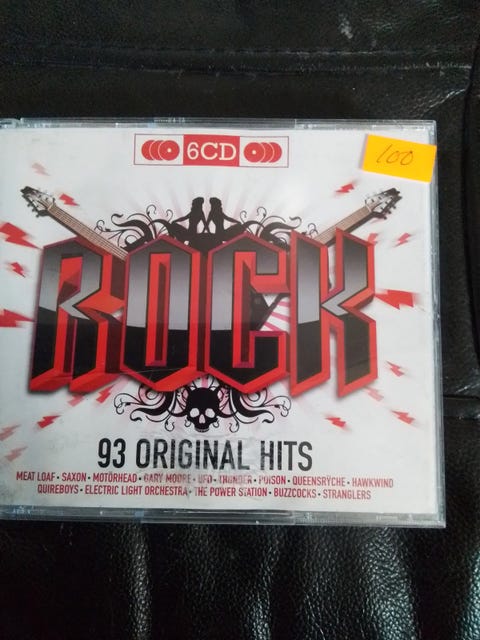 6CD
100
ROCK
93 ORIGINAL HITS
MEAT LOAF • SAXON • MOTÖRHEAD • GARY MOORE • UFO • THUNDER • POISON • QUEENSRŸCHE • HAWKWIND
QUIREBOYS • ELECTRIC LIGHT ORCHESTRA • THE POWER STATION • BUZZCOCKS • STRANGLERS